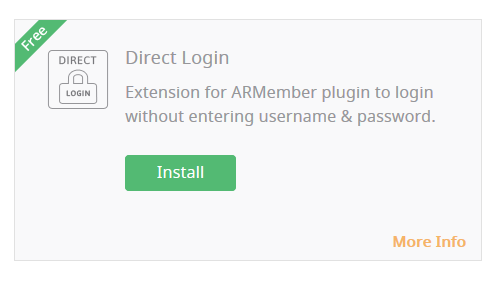 Free
DIRECT
LOGIN
Direct Login
Extension for ARMember plugin to login
without entering username & password.
Install
More Info